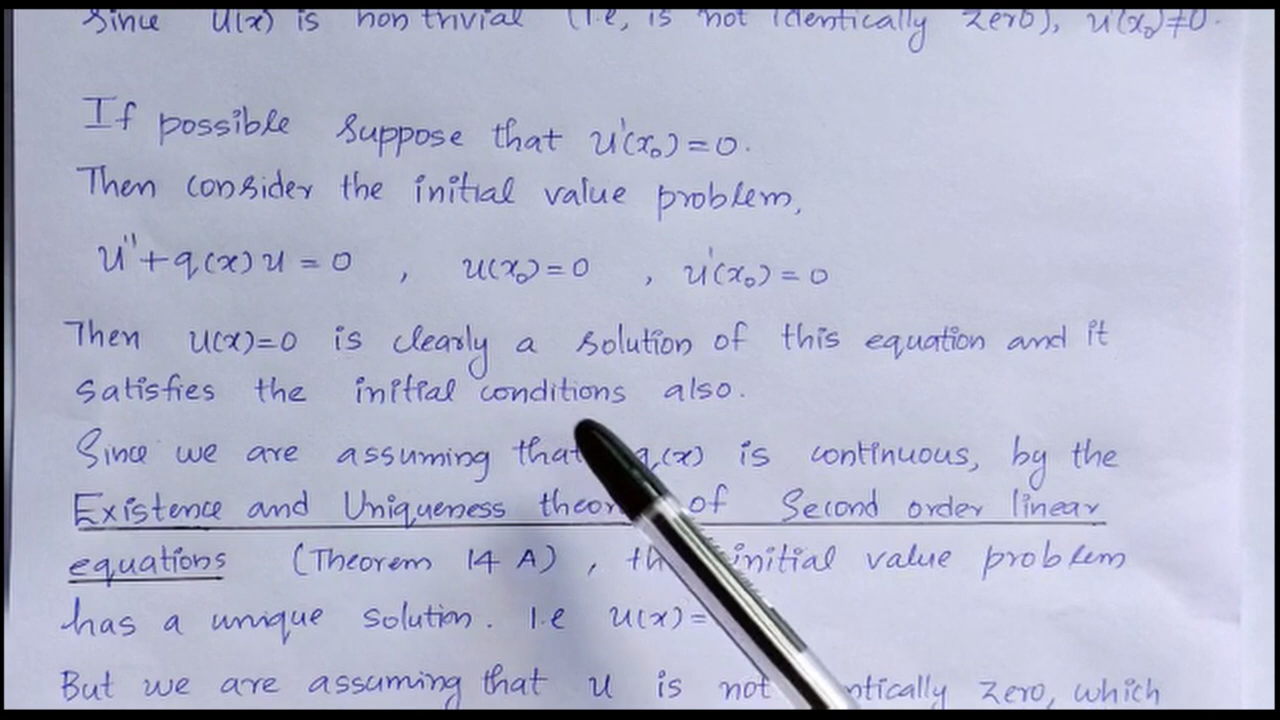 Since u(x) is non trivial (i.e, is not identically zero), u'(x₀)≠0.
If possible suppose that u'(x₀)=0.
Then consider the initial value problem,
u''+q(x)u=0 , u(x₀)=0 , u'(x₀)=0
Then u(x)=0 is clearly a solution of this equation and it
satisfies the initial conditions also.
Since we are assuming that q(x) is continuous, by the
Existence and Uniqueness of Second order linear
equations (Theorem 14 A) , initial value problem
has a unique solution. I.e u(x)=
But we are assuming that u is not zero, which